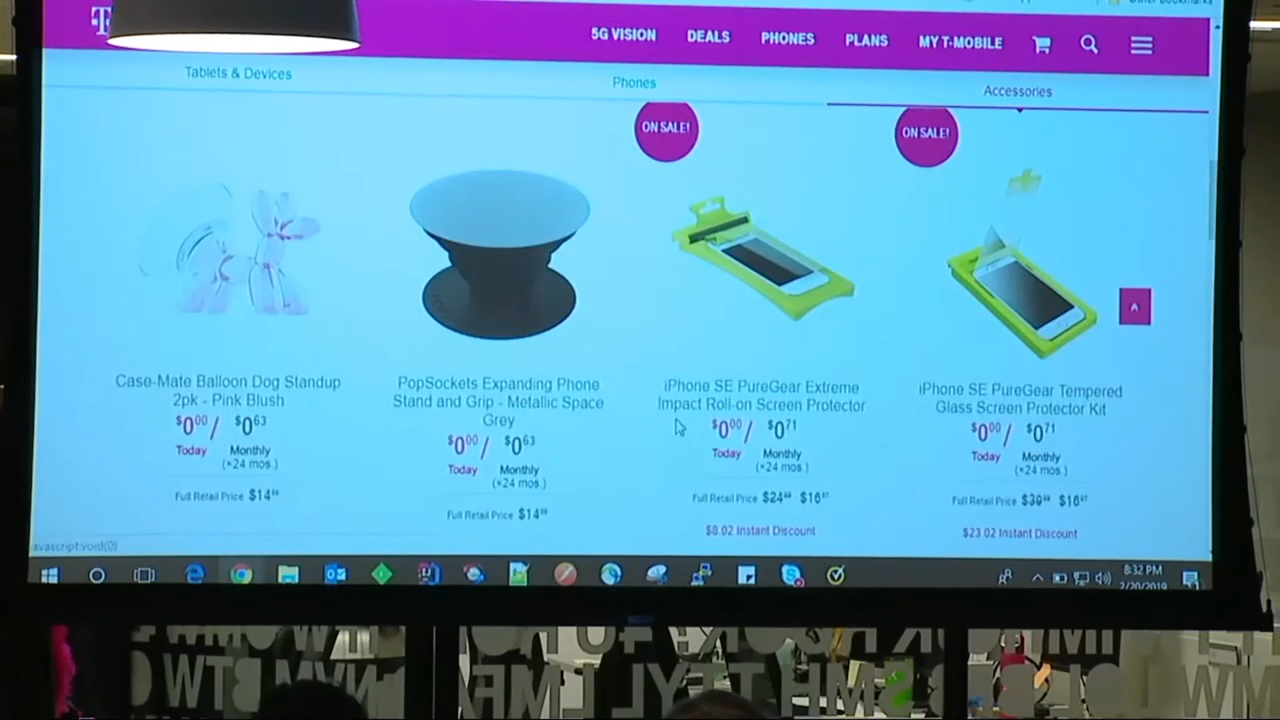 Other Bookmarks
T
5G VISION DEALS PHONES PLANS MY T-MOBILE
Tablets & Devices Phones Accessories
ON SALE! ON SALE!
Case-Mate Balloon Dog Standup
2pk - Pink Blush
$0.00 / $0.63
Today Monthly
(×24 mos.)
Full Retail Price $14.99
PopSockets Expanding Phone
Stand and Grip - Metallic Space
Grey
$0.00 / $0.63
Today Monthly
(×24 mos.)
Full Retail Price $14.99
iPhone SE PureGear Extreme
Impact Roll-on Screen Protector
$0.00 / $0.71
Today Monthly
(×24 mos.)
Full Retail Price $24.99 $16.97
$8.02 Instant Discount
iPhone SE PureGear Tempered
Glass Screen Protector Kit
$0.00 / $0.71
Today Monthly
(×24 mos.)
Full Retail Price $39.99 $16.97
$23.02 Instant Discount
javascript:void(0)
8:32 PM
2/20/2019